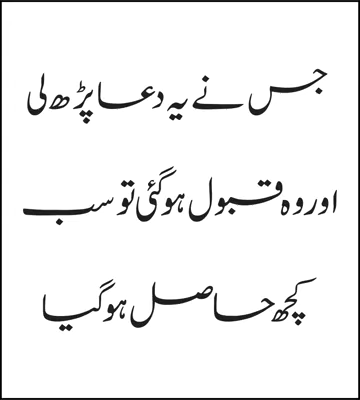 جس نے یہ دعا پڑھ لی
اور وہ قبول ہوگئی تو سب
کچھ حاصل ہوگیا